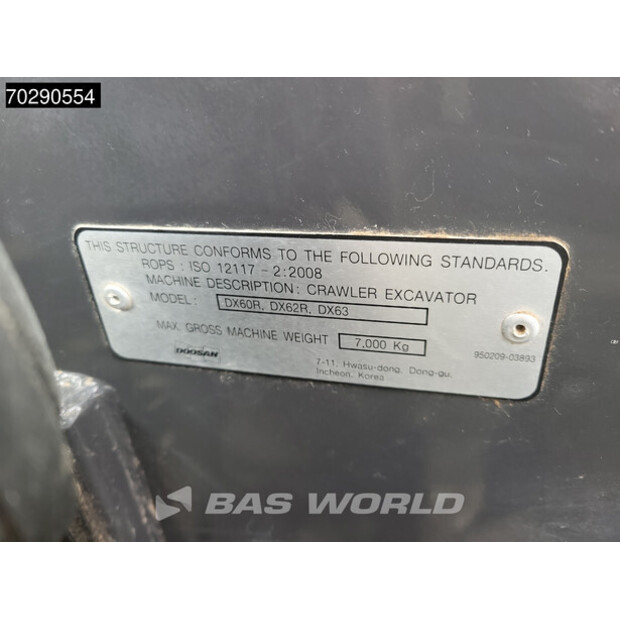 70290554
THIS STRUCTURE CONFORMS TO THE FOLLOWING STANDARDS.
ROPS : ISO 12117 - 2:2008
MACHINE DESCRIPTION : CRAWLER EXCAVATOR
MODEL : DX60R, DX62R, DX63
MAX. GROSS MACHINE WEIGHT 7,000 Kg
DOOSAN
7-11, Hwasu-dong, Dong-gu,
Incheon, Korea
950209-03893
BAS WORLD